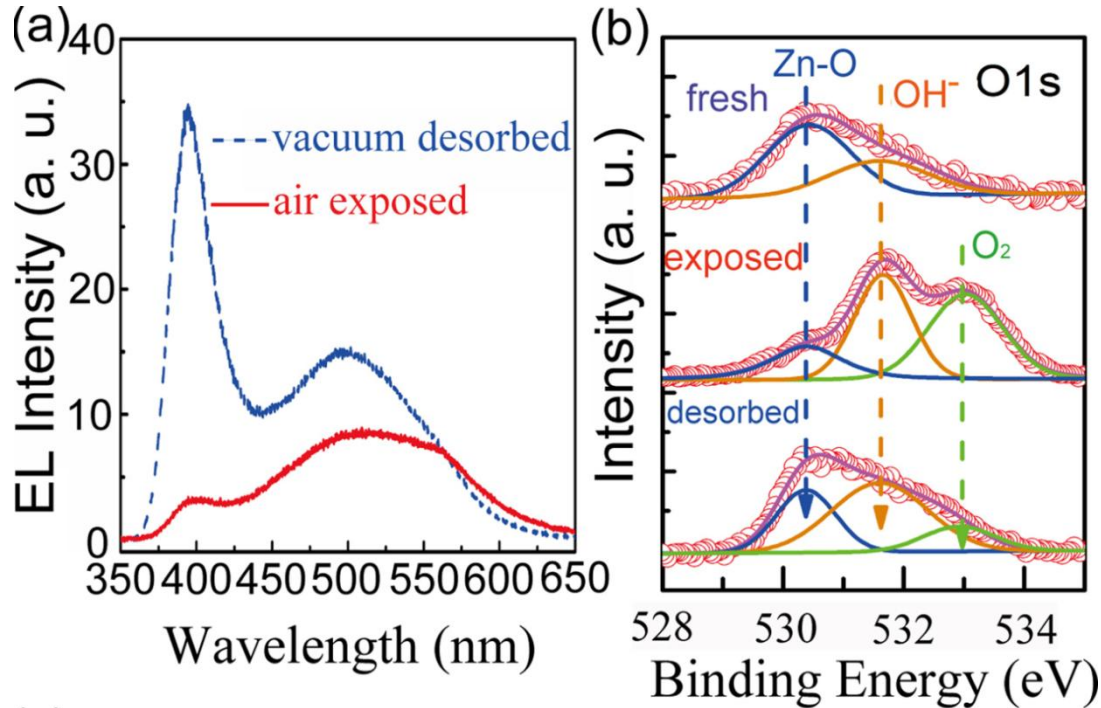 (a)
40
30
20
10
0
EL Intensity (a. u.)
vacuum desorbed
air exposed
350 400 450 500 550 600 650
Wavelength (nm)
(b)
Zn-O
OH⁻
O1s
fresh
exposed
O₂
desorbed
Intensity (a. u.)
528 530 532 534
Binding Energy (eV)